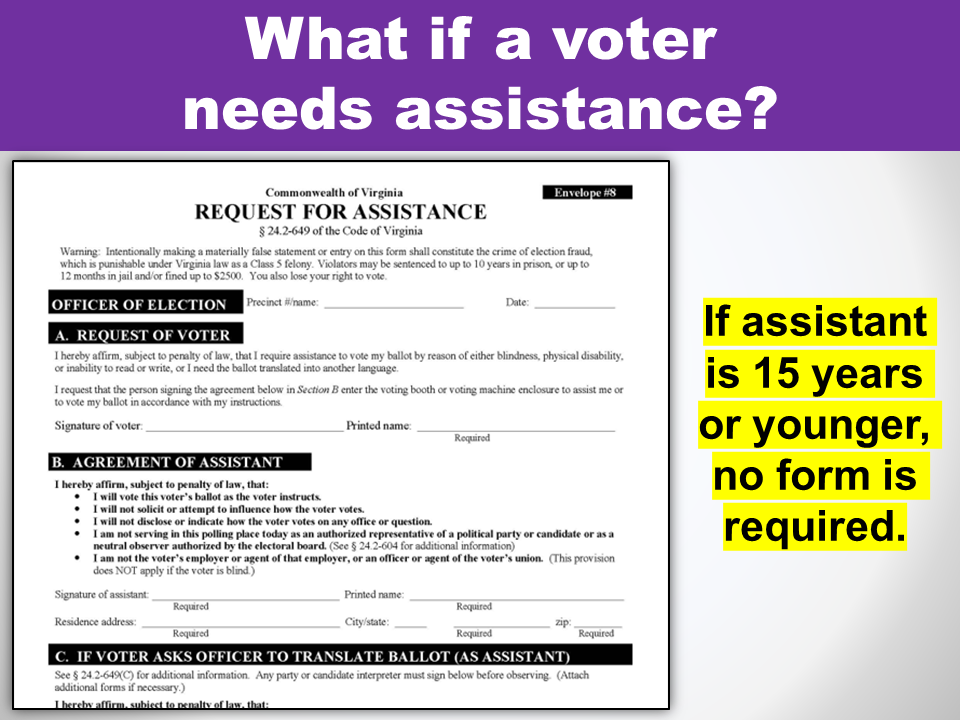 What if a voter
needs assistance?
Commonwealth of Virginia
Envelope #8
REQUEST FOR ASSISTANCE
§ 24.2-649 of the Code of Virginia
Warning: Intentionally making a materially false statement or entry on this form shall constitute the crime of election fraud,
which is punishable under Virginia law as a Class 5 felony. Violators may be sentenced to up to 10 years in prison, or up to
12 months in jail and/or fined up to $2500. You also lose your right to vote.
OFFICER OF ELECTION Precinct #/name: Date:
A. REQUEST OF VOTER
I hereby affirm, subject to penalty of law, that I require assistance to vote my ballot by reason of either blindness, physical disability,
or inability to read or write, or I need the ballot translated into another language.
I request that the person signing the agreement below in Section B enter the voting booth or voting machine enclosure to assist me or
to vote my ballot in accordance with my instructions.
Signature of voter: Printed name:
Required
B. AGREEMENT OF ASSISTANT
I hereby affirm, subject to penalty of law, that:
• I will vote this voter's ballot as the voter instructs.
• I will not solicit or attempt to influence how the voter votes.
• I will not disclose or indicate how the voter votes on any office or question.
• I am not serving in this polling place today as an authorized representative of a political party or candidate or as a
neutral observer authorized by the electoral board. (See § 24.2-604 for additional information)
• I am not the voter's employer or agent of that employer, or an officer or agent of the voter's union. (This provision
does NOT apply if the voter is blind.)
Signature of assistant: Printed name:
Required Required
Residence address: City/state: zip:
Required Required Required
C. IF VOTER ASKS OFFICER TO TRANSLATE BALLOT (AS ASSISTANT)
See § 24.2-649(C) for additional information. Any party or candidate interpreter must sign below before observing. (Attach
additional forms if necessary.)
I hereby affirm, subject to penalty of law, that:
If assistant
is 15 years
or younger,
no form is
required.